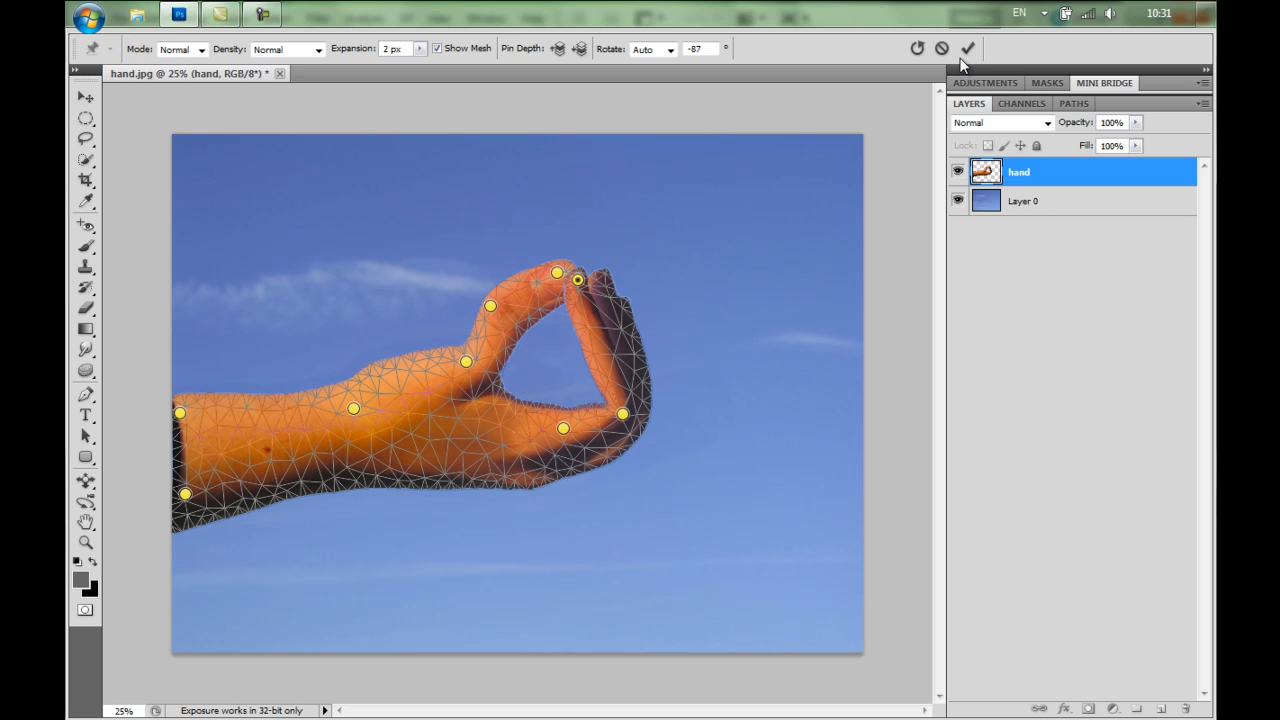 EN
10:31
Mode: Normal Density: Normal Expansion: 2 px Show Mesh Pin Depth: Rotate: Auto -87 °
hand.jpg @ 25% (hand, RGB/8*) *
ADJUSTMENTS MASKS MINI BRIDGE
LAYERS CHANNELS PATHS
Normal Opacity: 100%
Lock: Fill: 100%
hand
Layer 0
25% Exposure works in 32-bit only